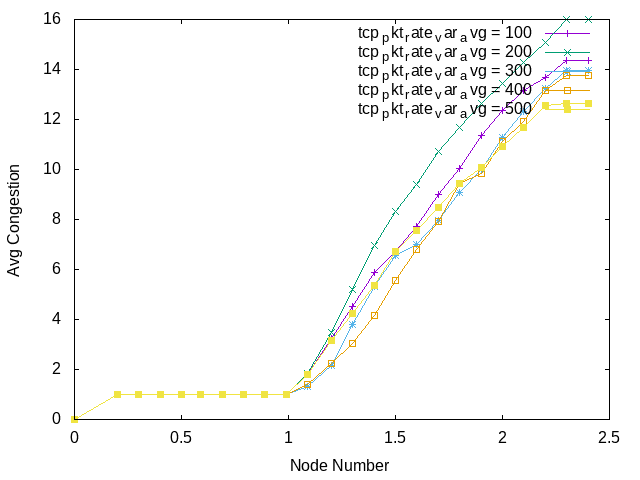 16
14
12
10
8
6
4
2
0
0
0.5
1
1.5
2
2.5
Avg Congestion
Node Number
tcp_pkt_rate_var_avg = 100
tcp_pkt_rate_var_avg = 200
tcp_pkt_rate_var_avg = 300
tcp_pkt_rate_var_avg = 400
tcp_pkt_rate_var_avg = 500